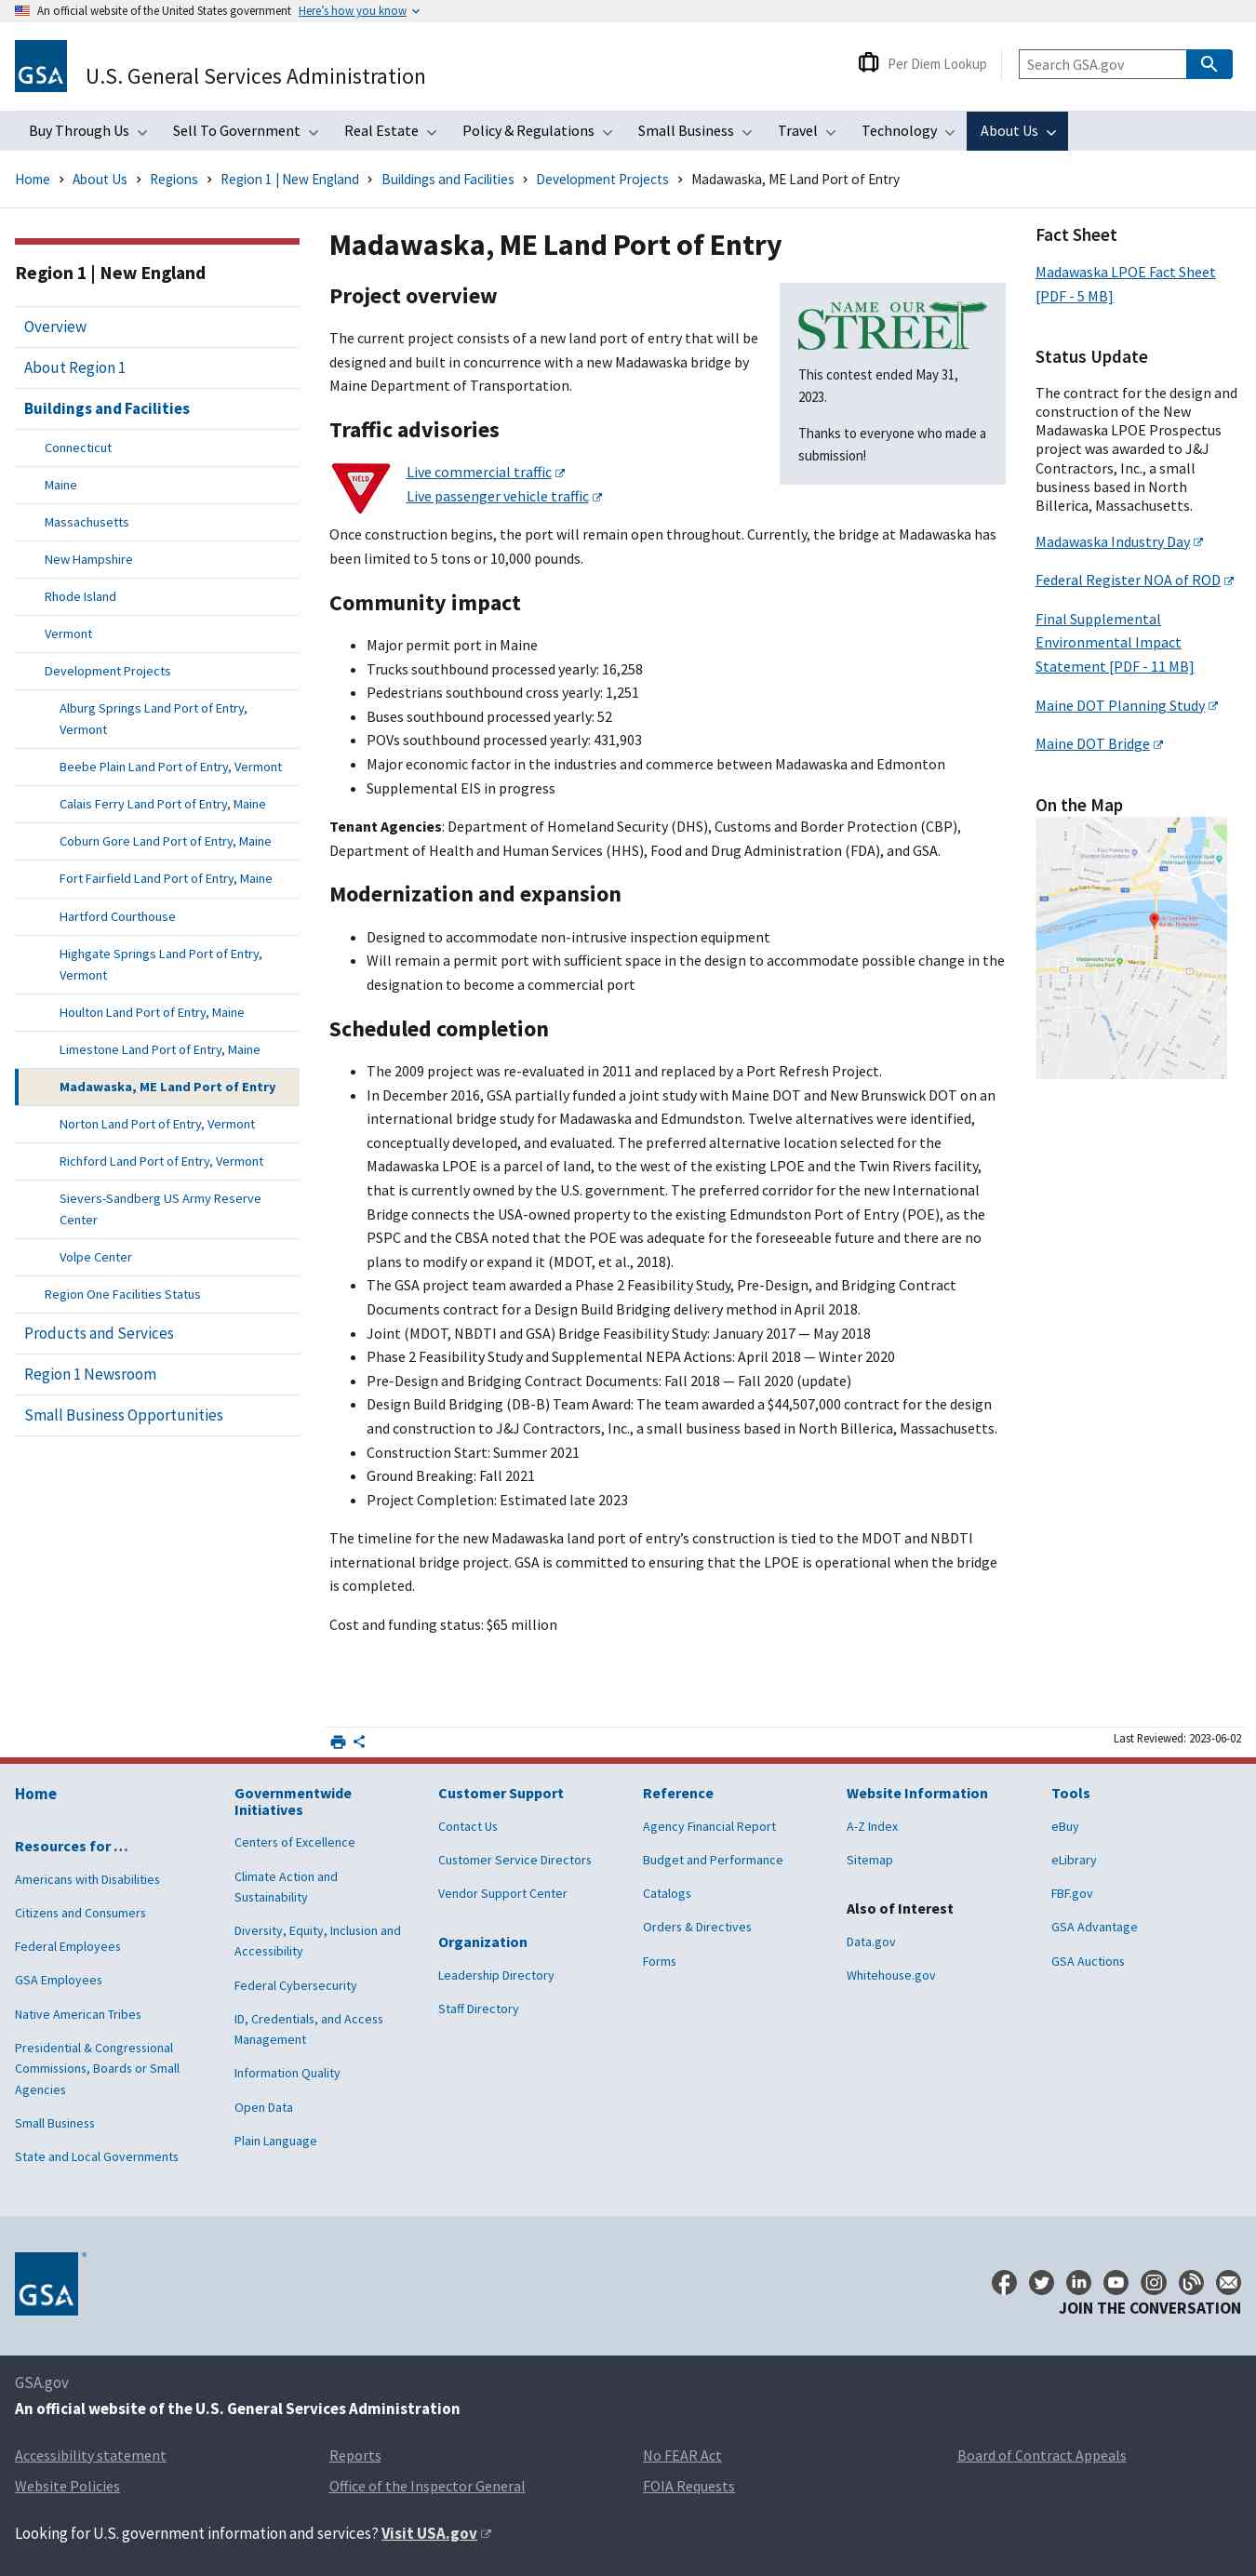 An official website of the United States government Here's how you know
GSA
U.S. General Services Administration
Per Diem Lookup
Search GSA.gov
Buy Through Us
Sell To Government
Real Estate
Policy & Regulations
Small Business
Travel
Technology
About Us
Home > About Us > Regions > Region 1 | New England > Buildings and Facilities > Development Projects > Madawaska, ME Land Port of Entry
Region 1 | New England
Overview
About Region 1
Buildings and Facilities
Connecticut
Maine
Massachusetts
New Hampshire
Rhode Island
Vermont
Development Projects
Alburg Springs Land Port of Entry,
Vermont
Beebe Plain Land Port of Entry, Vermont
Calais Ferry Land Port of Entry, Maine
Coburn Gore Land Port of Entry, Maine
Fort Fairfield Land Port of Entry, Maine
Hartford Courthouse
Highgate Springs Land Port of Entry,
Vermont
Houlton Land Port of Entry, Maine
Limestone Land Port of Entry, Maine
Madawaska, ME Land Port of Entry
Norton Land Port of Entry, Vermont
Richford Land Port of Entry, Vermont
Sievers-Sandberg US Army Reserve
Center
Volpe Center
Region One Facilities Status
Products and Services
Region 1 Newsroom
Small Business Opportunities
Madawaska, ME Land Port of Entry
Project overview
The current project consists of a new land port of entry that will be
designed and built in concurrence with a new Madawaska bridge by
Maine Department of Transportation.
NAME OUR
STREET
This contest ended May 31,
2023.
Thanks to everyone who made a
submission!
Traffic advisories
YIELD
Live commercial traffic
Live passenger vehicle traffic
Once construction begins, the port will remain open throughout. Currently, the bridge at Madawaska has
been limited to 5 tons or 10,000 pounds.
Community impact
• Major permit port in Maine
• Trucks southbound processed yearly: 16,258
• Pedestrians southbound cross yearly: 1,251
• Buses southbound processed yearly: 52
• POVs southbound processed yearly: 431,903
• Major economic factor in the industries and commerce between Madawaska and Edmonton
• Supplemental EIS in progress
Tenant Agencies: Department of Homeland Security (DHS), Customs and Border Protection (CBP),
Department of Health and Human Services (HHS), Food and Drug Administration (FDA), and GSA.
Modernization and expansion
• Designed to accommodate non-intrusive inspection equipment
• Will remain a permit port with sufficient space in the design to accommodate possible change in the
designation to become a commercial port
Scheduled completion
• The 2009 project was re-evaluated in 2011 and replaced by a Port Refresh Project.
• In December 2016, GSA partially funded a joint study with Maine DOT and New Brunswick DOT on an
international bridge study for Madawaska and Edmundston. Twelve alternatives were identified,
conceptually developed, and evaluated. The preferred alternative location selected for the
Madawaska LPOE is a parcel of land, to the west of the existing LPOE and the Twin Rivers facility,
that is currently owned by the U.S. government. The preferred corridor for the new International
Bridge connects the USA-owned property to the existing Edmundston Port of Entry (POE), as the
PSPC and the CBSA noted that the POE was adequate for the foreseeable future and there are no
plans to modify or expand it (MDOT, et al., 2018).
• The GSA project team awarded a Phase 2 Feasibility Study, Pre-Design, and Bridging Contract
Documents contract for a Design Build Bridging delivery method in April 2018.
• Joint (MDOT, NBDTI and GSA) Bridge Feasibility Study: January 2017 — May 2018
• Phase 2 Feasibility Study and Supplemental NEPA Actions: April 2018 — Winter 2020
• Pre-Design and Bridging Contract Documents: Fall 2018 — Fall 2020 (update)
• Design Build Bridging (DB-B) Team Award: The team awarded a $44,507,000 contract for the design
and construction to J&J Contractors, Inc., a small business based in North Billerica, Massachusetts.
• Construction Start: Summer 2021
• Ground Breaking: Fall 2021
• Project Completion: Estimated late 2023
The timeline for the new Madawaska land port of entry's construction is tied to the MDOT and NBDTI
international bridge project. GSA is committed to ensuring that the LPOE is operational when the bridge
is completed.
Cost and funding status: $65 million
Fact Sheet
Madawaska LPOE Fact Sheet
[PDF - 5 MB]
Status Update
The contract for the design and
construction of the New
Madawaska LPOE Prospectus
project was awarded to J&J
Contractors, Inc., a small
business based in North
Billerica, Massachusetts.
Madawaska Industry Day
Federal Register NOA of ROD
Final Supplemental
Environmental Impact
Statement [PDF - 11 MB]
Maine DOT Planning Study
Maine DOT Bridge
On the Map
Last Reviewed: 2023-06-02
Home
Resources for …
Americans with Disabilities
Citizens and Consumers
Federal Employees
GSA Employees
Native American Tribes
Presidential & Congressional
Commissions, Boards or Small
Agencies
Small Business
State and Local Governments
Governmentwide
Initiatives
Centers of Excellence
Climate Action and
Sustainability
Diversity, Equity, Inclusion and
Accessibility
Federal Cybersecurity
ID, Credentials, and Access
Management
Information Quality
Open Data
Plain Language
Customer Support
Contact Us
Customer Service Directors
Vendor Support Center
Organization
Leadership Directory
Staff Directory
Reference
Agency Financial Report
Budget and Performance
Catalogs
Orders & Directives
Forms
Website Information
A-Z Index
Sitemap
Also of Interest
Data.gov
Whitehouse.gov
Tools
eBuy
eLibrary
FBF.gov
GSA Advantage
GSA Auctions
GSA
JOIN THE CONVERSATION
GSA.gov
An official website of the U.S. General Services Administration
Accessibility statement
Reports
No FEAR Act
Board of Contract Appeals
Website Policies
Office of the Inspector General
FOIA Requests
Looking for U.S. government information and services? Visit USA.gov